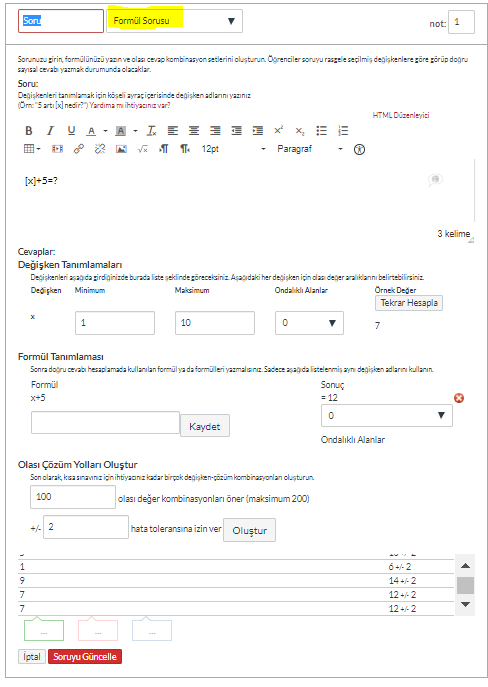 Soru
Formül Sorusu
not: 1
Sorunuzu girin, formülünüzü yazın ve olası cevap kombinasyon setlerini oluşturun. Öğrenciler soruyu rasgele seçilmiş değişkenlere göre görüp doğru
sayısal cevabı yazmak durumunda olacaklar.
Soru:
Değişkenleri tanımlamak için köşeli ayraç içerisinde değişken adlarını yazınız
(Örn: "5 artı [x] nedir?") Yardıma mı ihtiyacınız var?
HTML Düzenleyici
B I U A A
12pt Paragraf
[x]+5=?
3 kelime
Cevaplar:
Değişken Tanımlamaları
Değişkenleri aşağıda girdiğinizde burada liste şeklinde göreceksiniz. Aşağıdaki her değişken için olası değer aralıklarını belirtebilirsiniz.
Değişken Minimum Maksimum Ondalıklı Alanlar Örnek Değer
Tekrar Hesapla
x 1 10 0 7
Formül Tanımlaması
Sonra doğru cevabı hesaplamada kullanılan formül ya da formülleri yazmalısınız. Sadece aşağıda listelenmiş aynı değişken adlarını kullanın.
Formül Sonuç
x+5 = 12
Kaydet 0
Ondalıklı Alanlar
Olası Çözüm Yolları Oluştur
Son olarak, kısa sınavınız için ihtiyacınız kadar birçok değişken-çözüm kombinasyonları oluşturun.
100 olası değer kombinasyonları öner (maksimum 200)
+/- 2 hata toleransına izin ver Oluştur
1 6 +/- 2
9 14 +/- 2
7 12 +/- 2
7 12 +/- 2
... ... ...
İptal Soruyu Güncelle